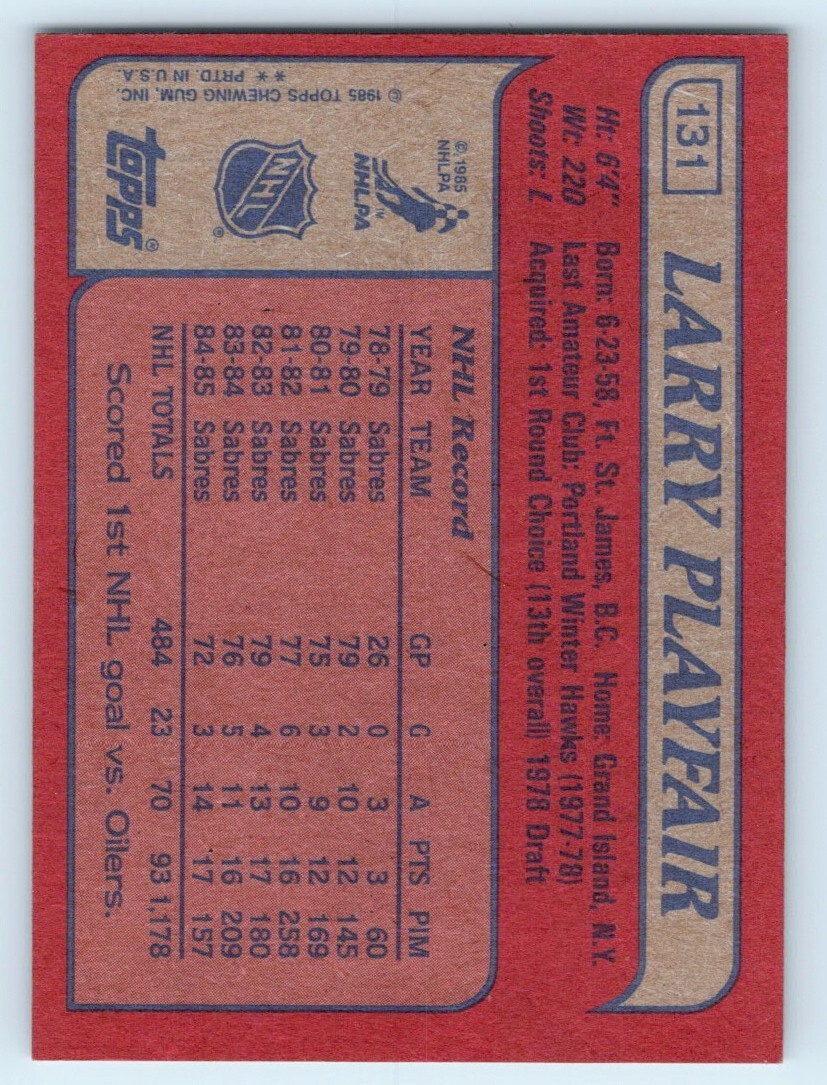 131
LARRY PLAYFAIR
Ht: 6'4" Born: 6-23-58, Ft. St. James, B.C. Home: Grand Island, N.Y.
Wt: 220 Last Amateur Club: Portland Winter Hawks (1977-78)
Shoots: L Acquired: 1st Round Choice (13th overall) 1978 Draft
NHL Record
YEAR TEAM GP G A PTS PIM
78-79 Sabres 26 0 3 3 60
79-80 Sabres 79 2 10 12 145
80-81 Sabres 75 3 9 12 169
81-82 Sabres 77 6 10 16 258
82-83 Sabres 79 4 13 17 180
83-84 Sabres 76 5 11 16 209
84-85 Sabres 72 3 14 17 157
NHL TOTALS 484 23 70 93 1,178
Scored 1st NHL goal vs. Oilers.
© 1985
NHLPA
NHLPA™
NHL®
topps®
© 1985 TOPPS CHEWING GUM, INC.
** PRTD. IN U.S.A.